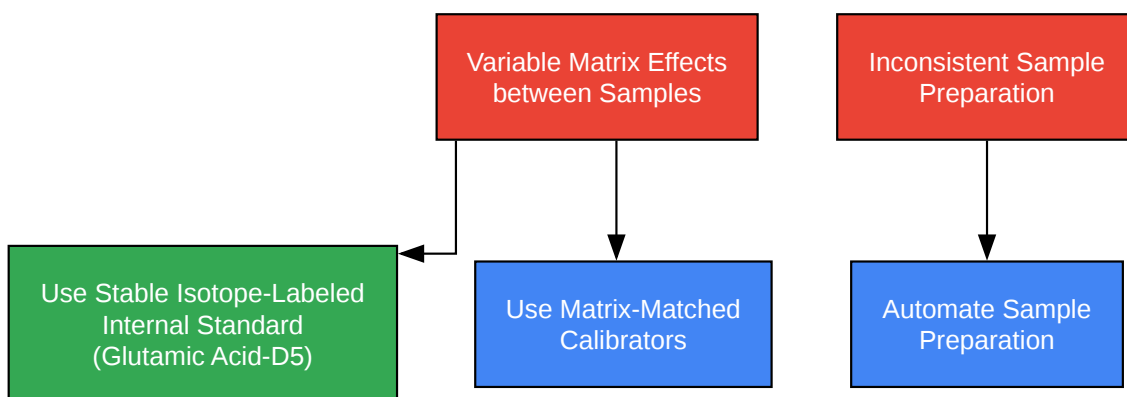 Variable Matrix Effects
between Samples
Inconsistent Sample
Preparation
Use Stable Isotope-Labeled
Internal Standard
(Glutamic Acid-D5)
Use Matrix-Matched
Calibrators
Automate Sample
Preparation